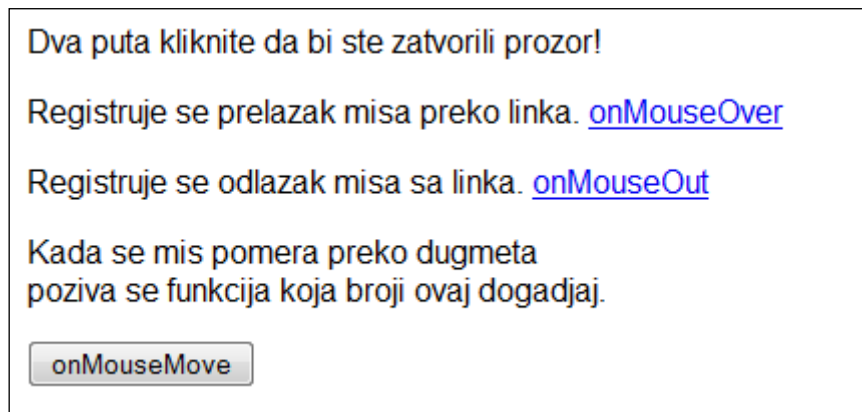 Dva puta kliknite da bi ste zatvorili prozor!
Registruje se prelazak misa preko linka. onMouseOver
Registruje se odlazak misa sa linka. onMouseOut
Kada se mis pomera preko dugmeta
poziva se funkcija koja broji ovaj dogadjaj.
onMouseMove